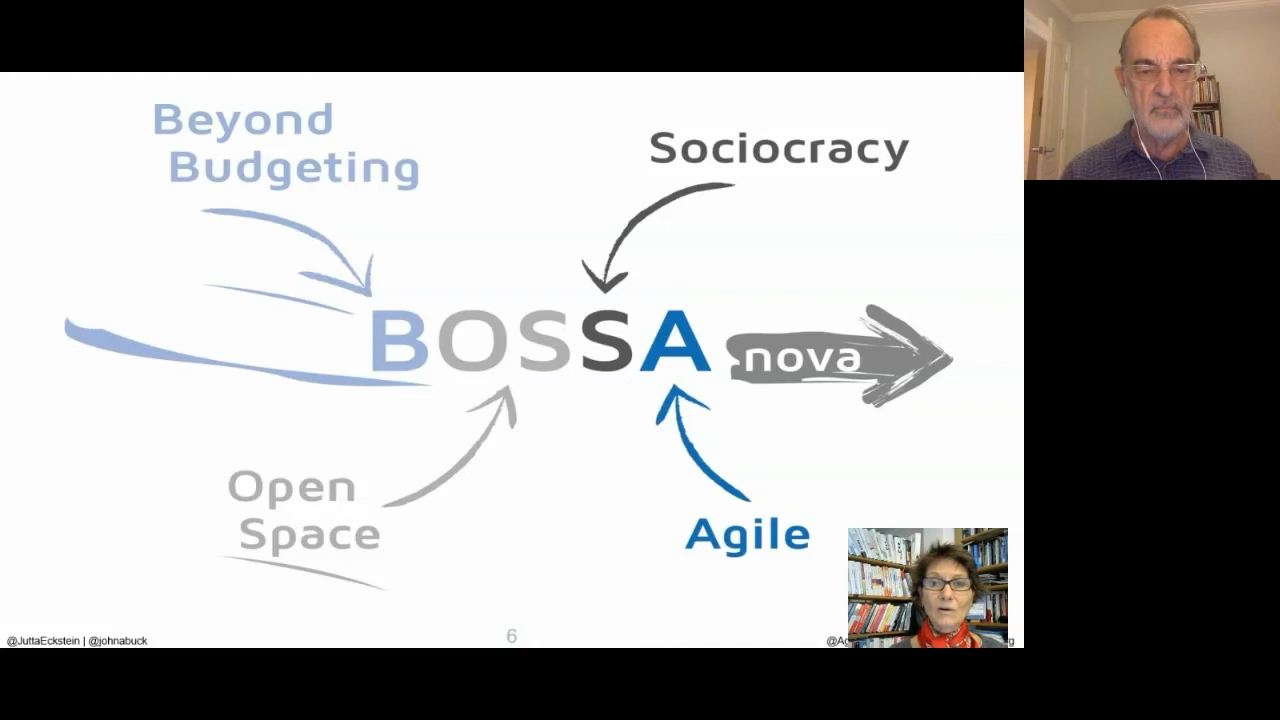 Beyond
Budgeting
Sociocracy
BOSSA nova
Open
Space
Agile
@JuttaEckstein | @johnabuck
6